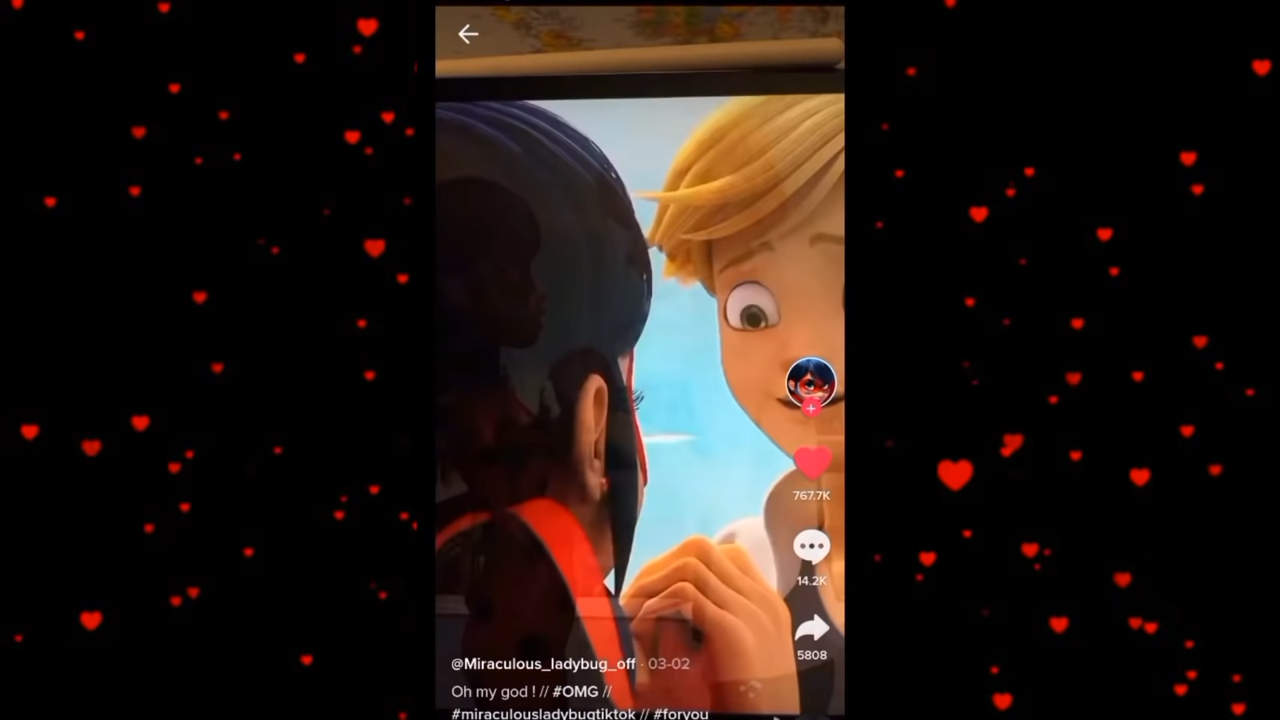 767.7K
14.2K
5808
@Miraculous_ladybug_off · 03-02
Oh my god ! // #OMG //
#miraculousladybugtiktok // #foryou